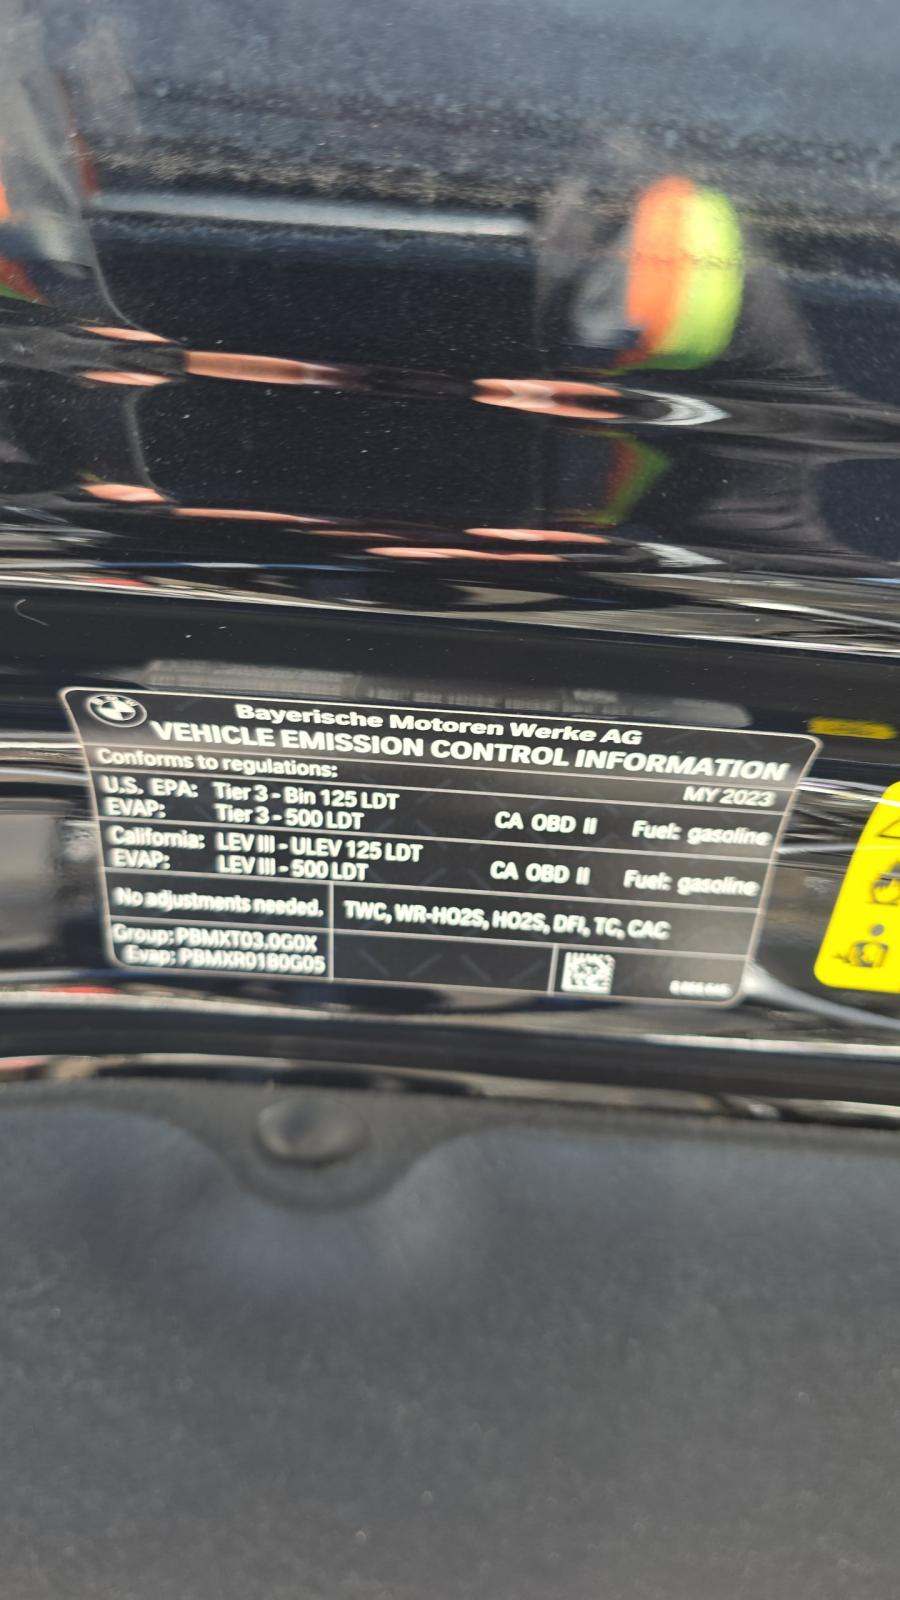 Bayerische Motoren Werke AG
VEHICLE EMISSION CONTROL INFORMATION
Conforms to regulations:
MY 2023
U.S. EPA: Tier 3 - Bin 125 LDT
EVAP: Tier 3 - 500 LDT CA OBD II Fuel: gasoline
California: LEV III - ULEV 125 LDT
EVAP: LEV III - 500 LDT CA OBD II Fuel: gasoline
No adjustments needed. TWC, WR-HO2S, HO2S, DFI, TC, CAC
Group: PBMXT03.0G0X
Evap: PBMXR0180G05